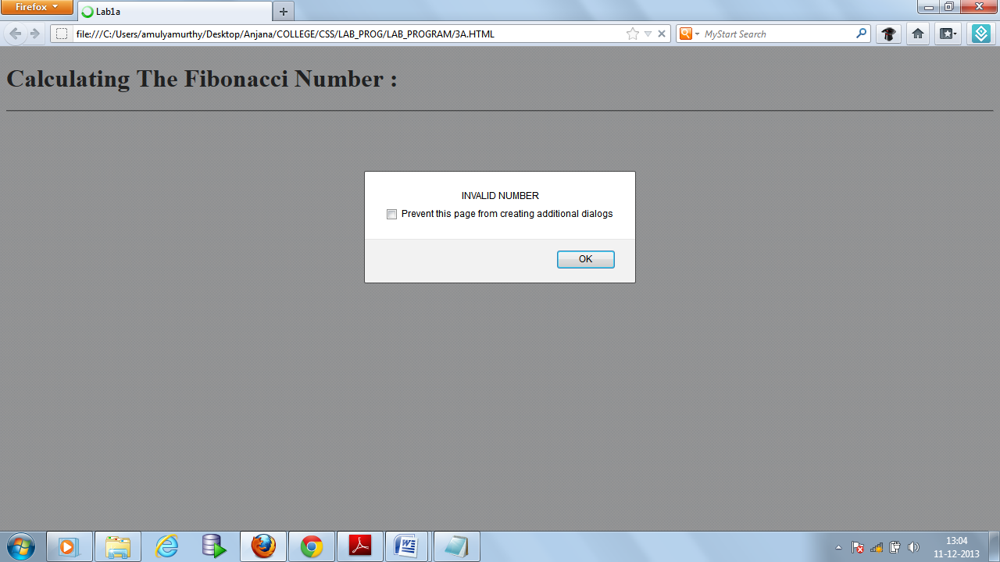 Firefox
Lab1a
file:///C:/Users/amulyamurthy/Desktop/Anjana/COLLEGE/CSS/LAB_PROG/LAB_PROGRAM/3A.HTML
MyStart Search
Calculating The Fibonacci Number :
INVALID NUMBER
Prevent this page from creating additional dialogs
OK
13:04
11-12-2013